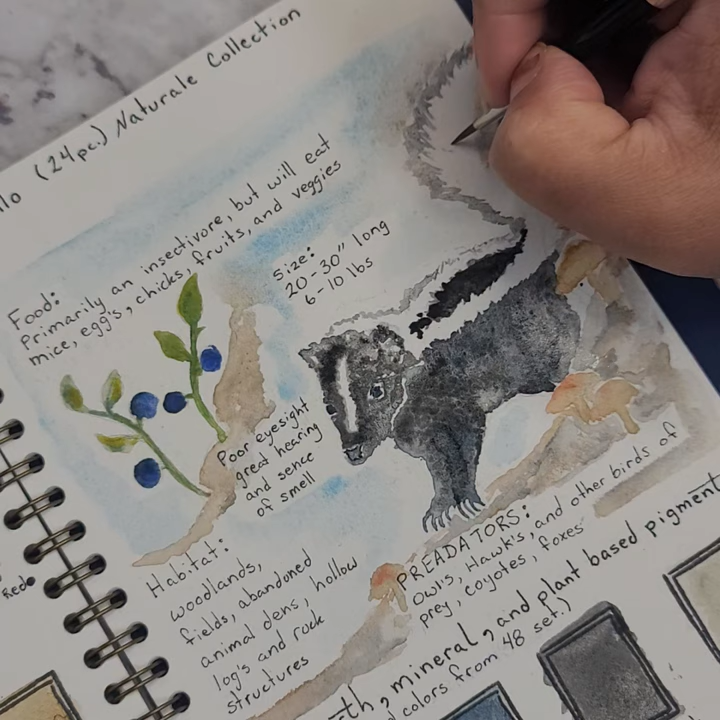 (24pc.) Naturale Collection
Food:
Primarily an insectivore, but will eat
mice, egg's, chicks, fruits, and veggies
Size:
20-30" long
6-10 lbs
Poor eyesight
great hearing
and sence
of smell
Habitat:
woodlands,
fields, abandoned
animal dens, hollow
log's and rock
structures
PREADATORS:
Owl's, Hawk's, and other birds of
prey, coyotes, foxes
mineral, and plant based pigment
colors from 48 set.)
Redo